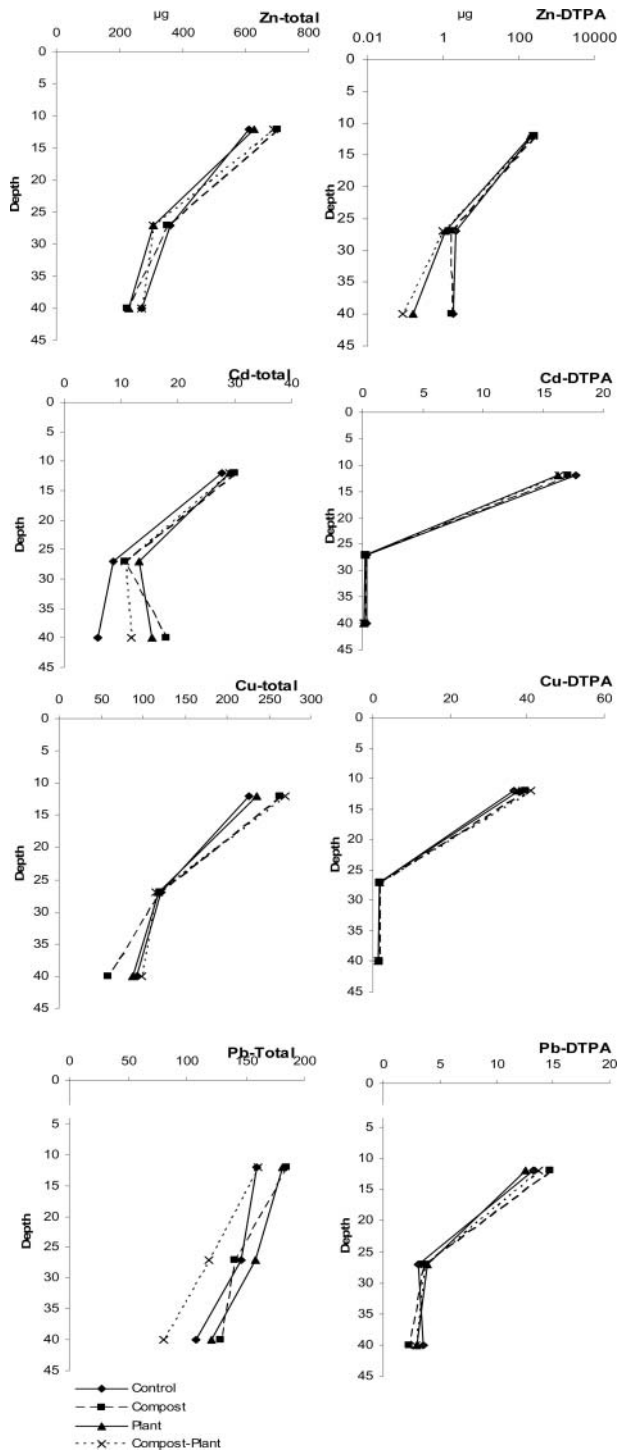 µg Zn-total
0 200 400 600 800
0
5
10
15
20
25
30
35
40
45
Depth
µg Zn-DTPA
0.01 1 100 10000
0
5
10
15
20
25
30
35
40
45
Depth
Cd-total
0 10 20 30 40
0
5
10
15
20
25
30
35
40
45
Depth
Cd-DTPA
0 5 10 15 20
0
5
10
15
20
25
30
35
40
45
Depth
Cu-total
0 50 100 150 200 250 300
0
5
10
15
20
25
30
35
40
45
Depth
Cu-DTPA
0 20 40 60
0
5
10
15
20
25
30
35
40
45
Depth
Pb-Total
0 50 100 150 200
0
5
10
15
20
25
30
35
40
45
Depth
Pb-DTPA
0 5 10 15 20
0
5
10
15
20
25
30
35
40
45
Depth
Control
Compost
Plant
Compost-Plant